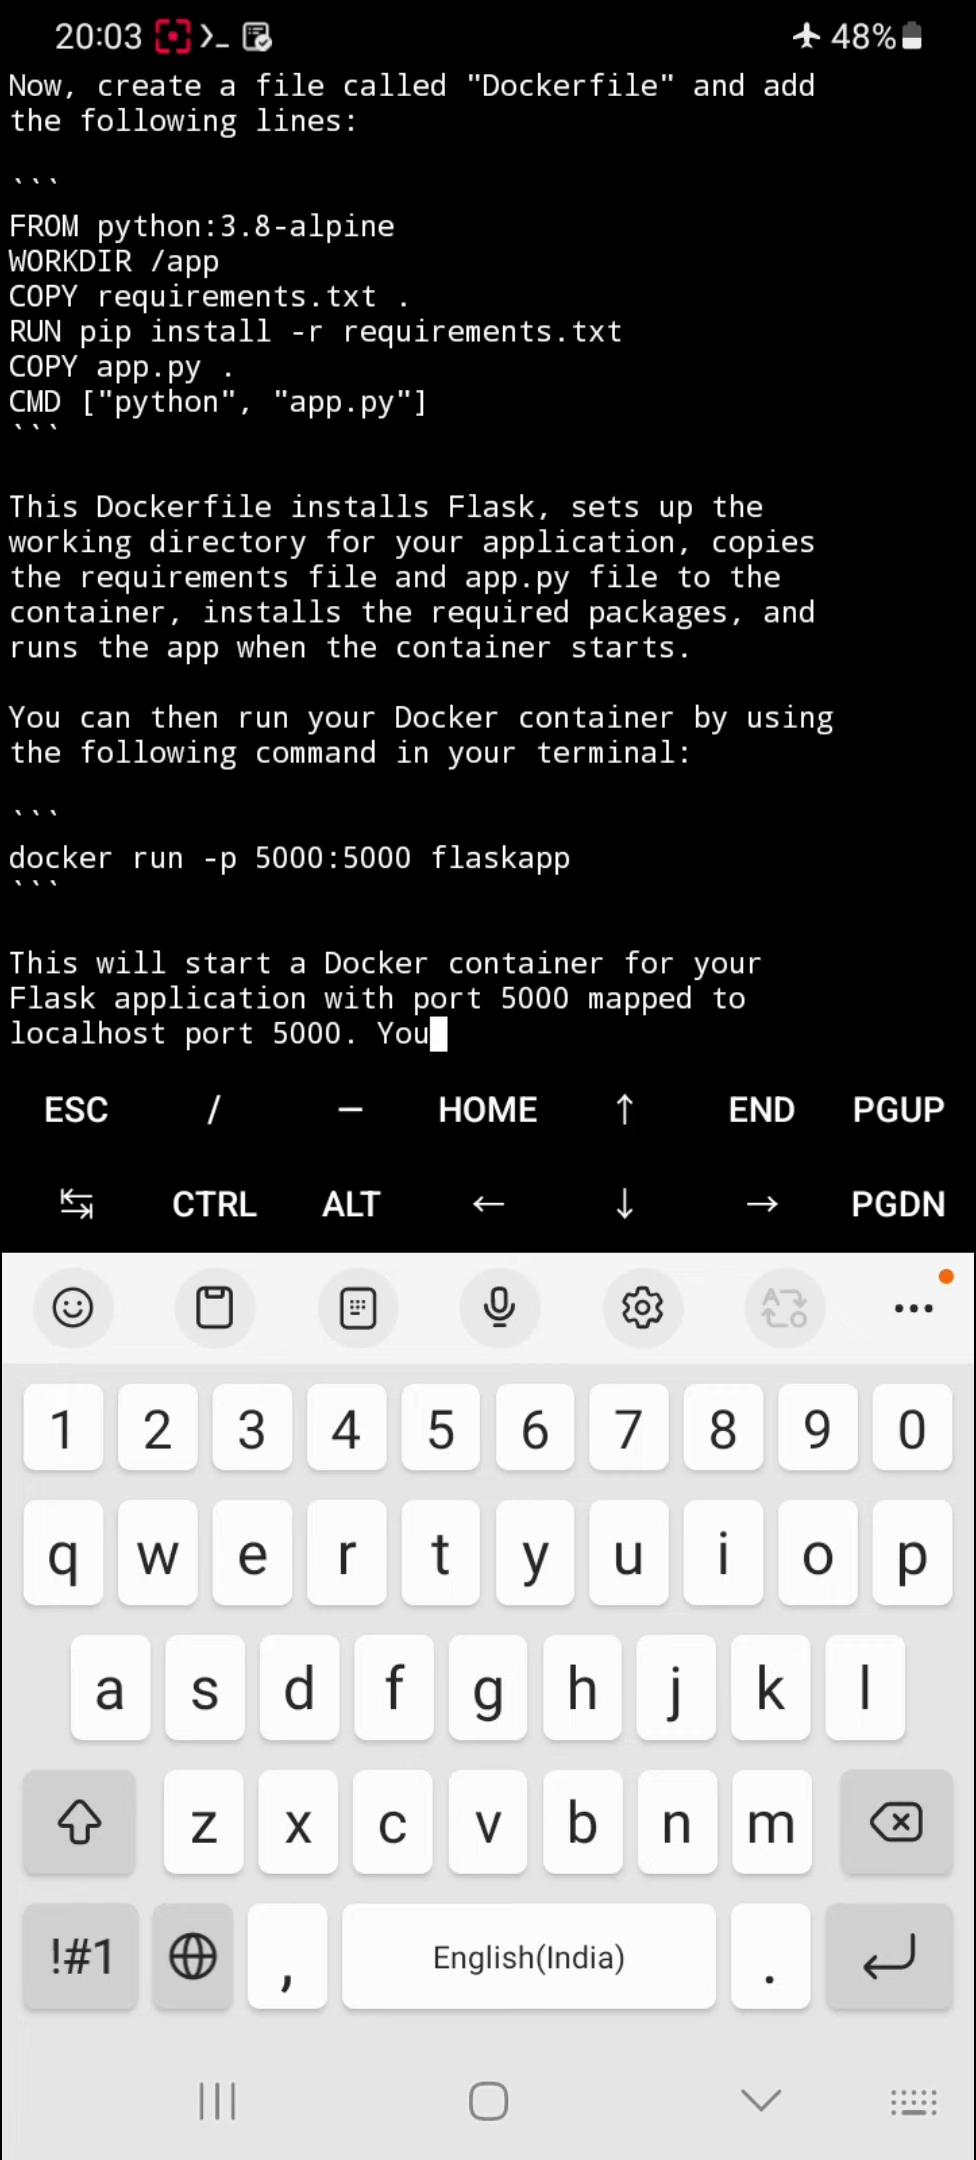 20:03
48%
Now, create a file called "Dockerfile" and add
the following lines:
```
FROM python:3.8-alpine
WORKDIR /app
COPY requirements.txt .
RUN pip install -r requirements.txt
COPY app.py .
CMD ["python", "app.py"]
```
This Dockerfile installs Flask, sets up the
working directory for your application, copies
the requirements file and app.py file to the
container, installs the required packages, and
runs the app when the container starts.
You can then run your Docker container by using
the following command in your terminal:
```
docker run -p 5000:5000 flaskapp
```
This will start a Docker container for your
Flask application with port 5000 mapped to
localhost port 5000. You
ESC / — HOME ↑ END PGUP
↹ CTRL ALT ← ↓ → PGDN
1 2 3 4 5 6 7 8 9 0
q w e r t y u i o p
a s d f g h j k l
z x c v b n m
!#1 , English(India) .